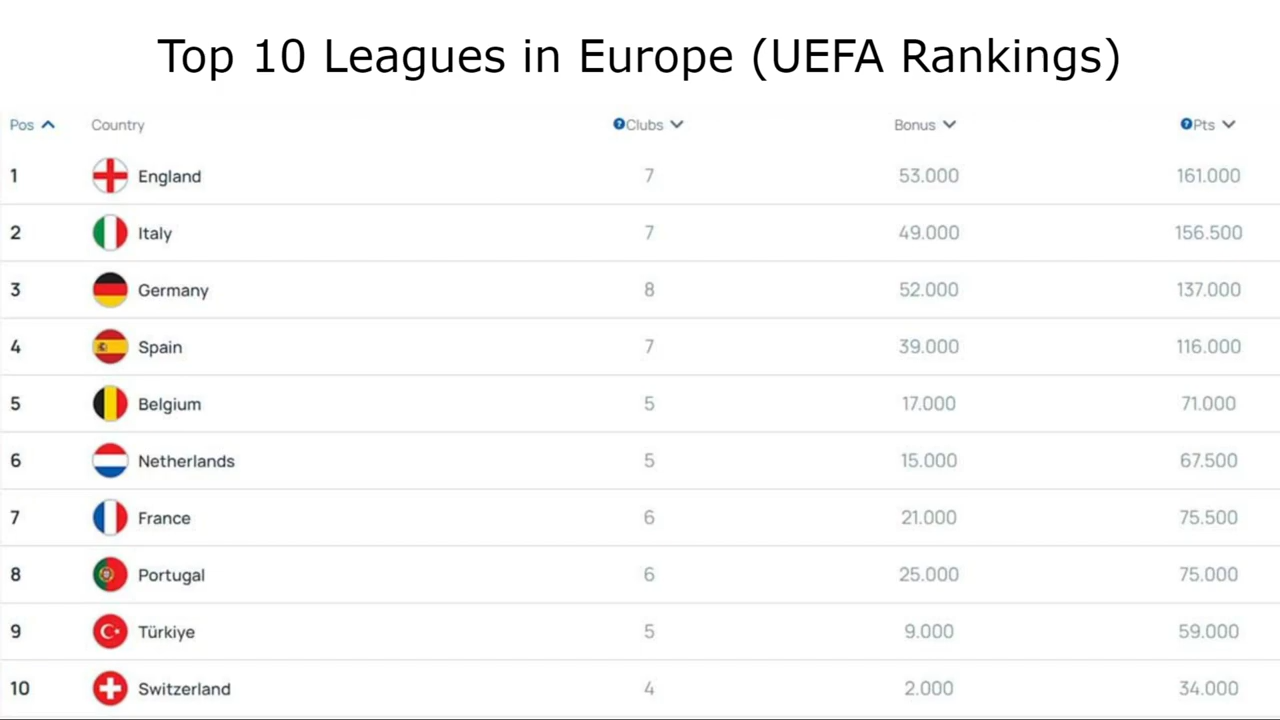 Top 10 Leagues in Europe (UEFA Rankings)
Pos Country Clubs Bonus Pts
1 England 7 53.000 161.000
2 Italy 7 49.000 156.500
3 Germany 8 52.000 137.000
4 Spain 7 39.000 116.000
5 Belgium 5 17.000 71.000
6 Netherlands 5 15.000 67.500
7 France 6 21.000 75.500
8 Portugal 6 25.000 75.000
9 Türkiye 5 9.000 59.000
10 Switzerland 4 2.000 34.000